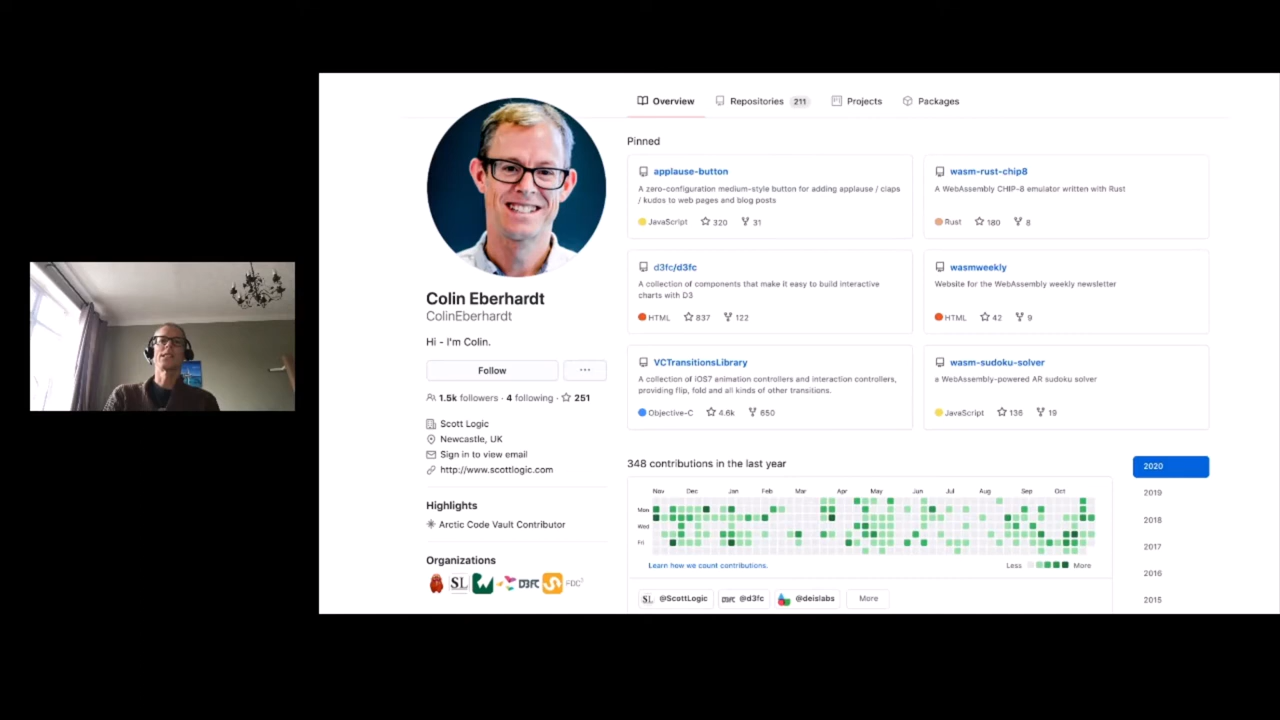 Overview
Repositories 211
Projects
Packages
Colin Eberhardt
ColinEberhardt
Hi - I'm Colin.
Follow
1.5k followers · 4 following · 251
Scott Logic
Newcastle, UK
Sign in to view email
http://www.scottlogic.com
Highlights
Arctic Code Vault Contributor
Organizations
SL
D3FC
FDC3
Pinned
applause-button
A zero-configuration medium-style button for adding applause / claps
/ kudos to web pages and blog posts
JavaScript 320 31
wasm-rust-chip8
A WebAssembly CHIP-8 emulator written with Rust
Rust 180 8
d3fc/d3fc
A collection of components that make it easy to build interactive
charts with D3
HTML 837 122
wasmweekly
Website for the WebAssembly weekly newsletter
HTML 42 9
VCTransitionsLibrary
A collection of iOS7 animation controllers and interaction controllers,
providing flip, fold and all kinds of other transitions.
Objective-C 4.6k 650
wasm-sudoku-solver
a WebAssembly-powered AR sudoku solver
JavaScript 136 19
348 contributions in the last year
Nov Dec Jan Feb Mar Apr May Jun Jul Aug Sep Oct
Mon
Wed
Fri
Learn how we count contributions.
Less More
SL @ScottLogic
D3FC @d3fc
@deislabs
More
2020
2019
2018
2017
2016
2015